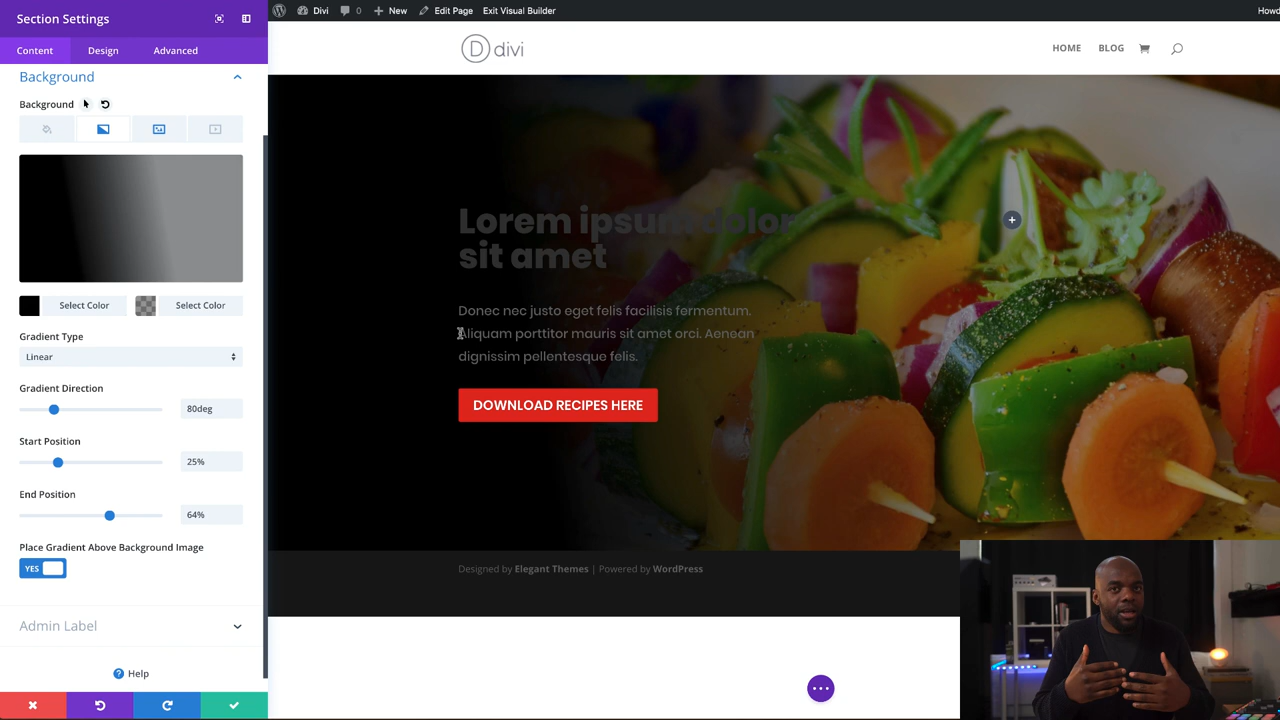 Section Settings
Content Design Advanced
Background
Background
Select Color Select Color
Gradient Type
Linear
Gradient Direction
80deg
Start Position
25%
End Position
64%
Place Gradient Above Background Image
YES
Admin Label
Help
Divi 0 New Edit Page Exit Visual Builder Howd
D divi
HOME BLOG
Lorem ipsum dolor
sit amet
Donec nec justo eget felis facilisis fermentum.
Aliquam porttitor mauris sit amet orci. Aenean
dignissim pellentesque felis.
DOWNLOAD RECIPES HERE
Designed by Elegant Themes | Powered by WordPress